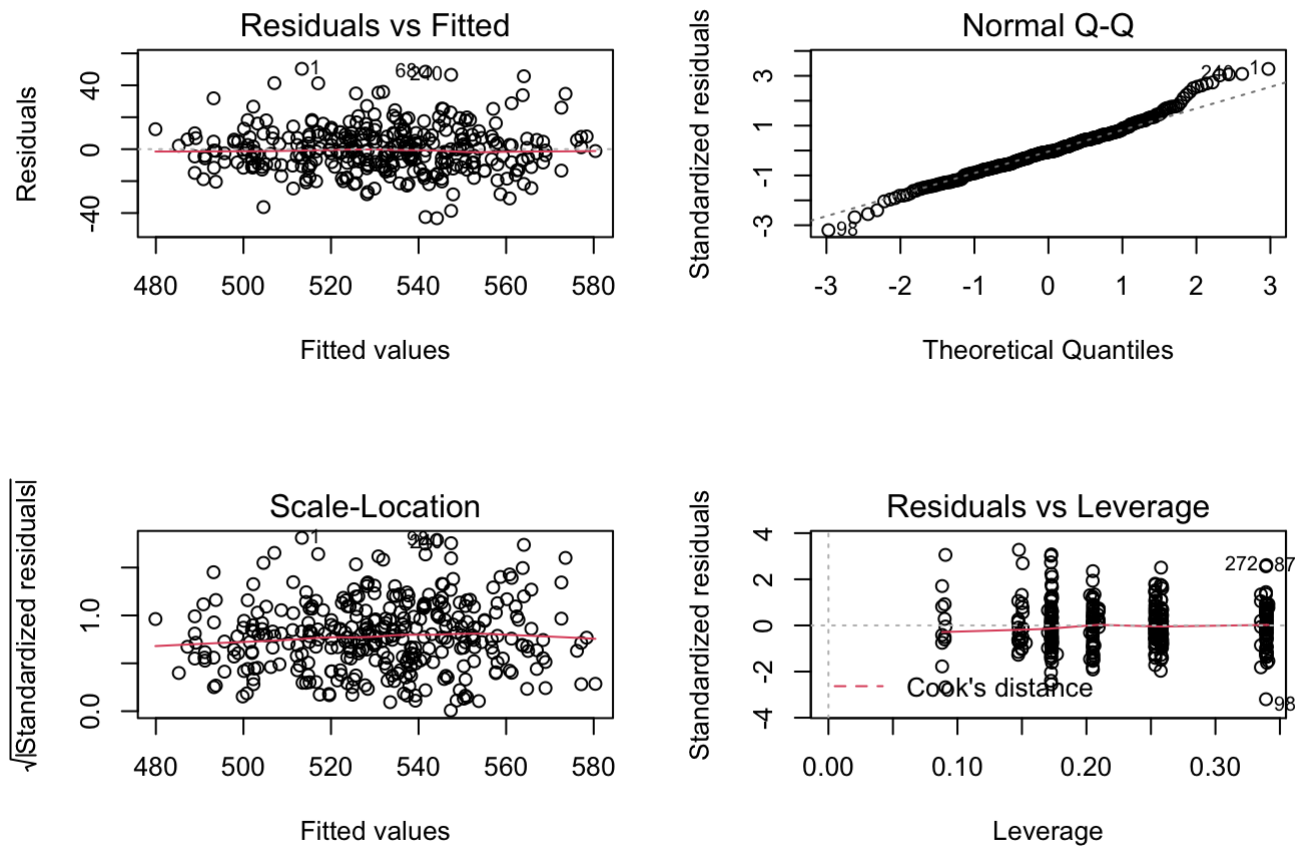 Residuals vs Fitted
Residuals
40
0
-40
1
240
480 500 520 540 560 580
Fitted values
Normal Q-Q
Standardized residuals
3
1
-1
-3
240
1
98
-3 -2 -1 0 1 2 3
Theoretical Quantiles
Scale-Location
√|Standardized residuals|
1.0
0.0
1
240
480 500 520 540 560 580
Fitted values
Residuals vs Leverage
Standardized residuals
4
2
0
-2
-4
272
87
98
Cook's distance
0.00 0.10 0.20 0.30
Leverage